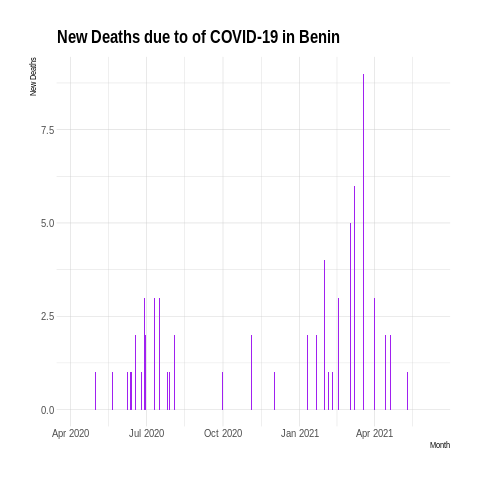 New Deaths due to of COVID-19 in Benin
New Deaths
7.5
5.0
2.5
0.0
Apr 2020 Jul 2020 Oct 2020 Jan 2021 Apr 2021
Month